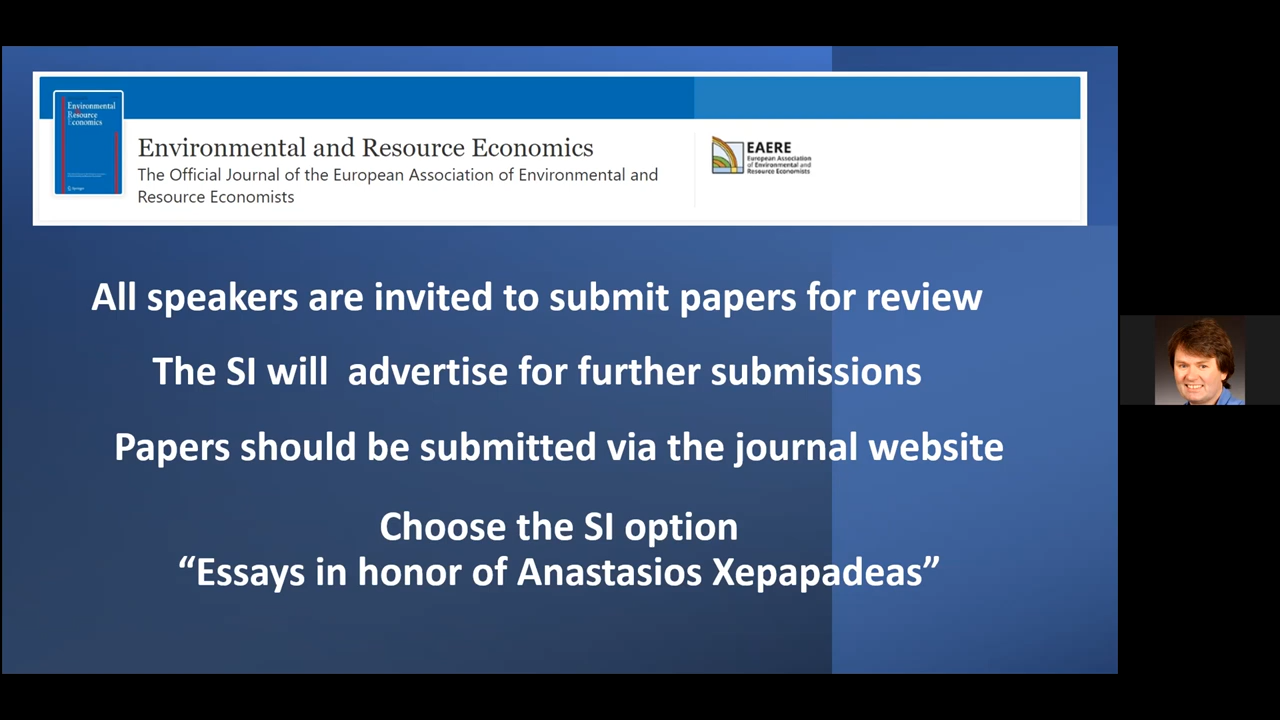 Environmental
Resource
Economics
Springer
Environmental and Resource Economics
The Official Journal of the European Association of Environmental and
Resource Economists
EAERE
European Association
of Environmental and
Resource Economists
All speakers are invited to submit papers for review
The SI will advertise for further submissions
Papers should be submitted via the journal website
Choose the SI option
“Essays in honor of Anastasios Xepapadeas”